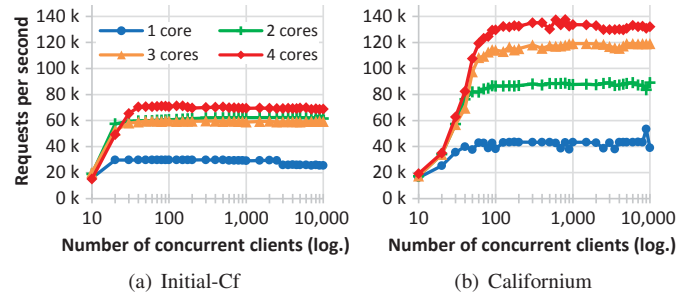 140 k
120 k
100 k
80 k
60 k
40 k
20 k
0 k
Requests per second
1 core
2 cores
3 cores
4 cores
10
100
1,000
10,000
Number of concurrent clients (log.)
(a) Initial-Cf
140 k
120 k
100 k
80 k
60 k
40 k
20 k
0 k
10
100
1,000
10,000
Number of concurrent clients (log.)
(b) Californium